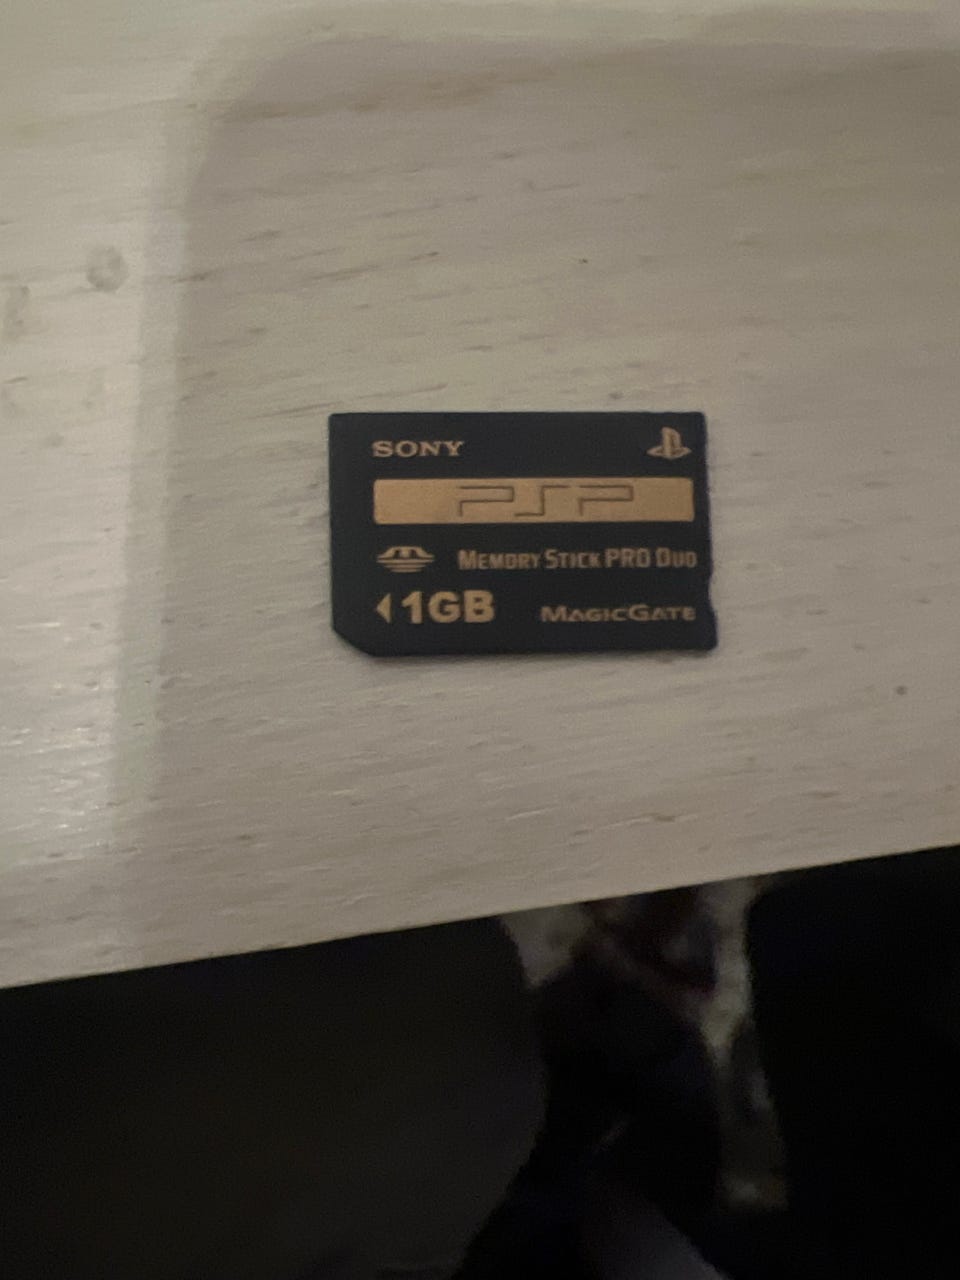 SONY
PSP
MEMORY STICK PRO DUO
1GB MAGICGATE